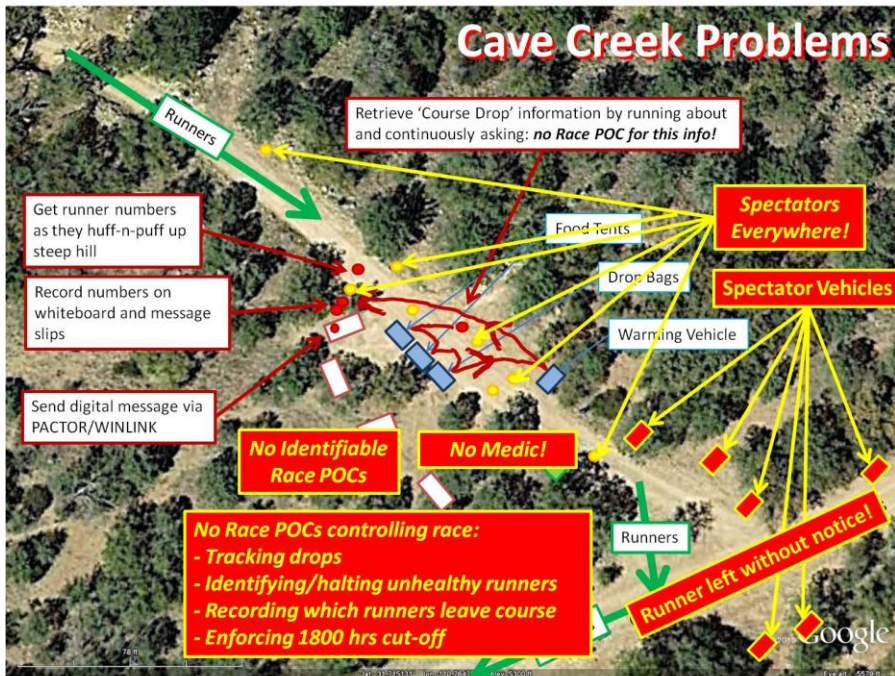 Cave Creek Problems
Runners
Retrieve ‘Course Drop’ information by running about
and continuously asking: no Race POC for this info!
Get runner numbers
as they huff-n-puff up
steep hill
Spectators
Everywhere!
Food Tents
Record numbers on
whiteboard and message
slips
Drop Bags
Spectator Vehicles
Warming Vehicle
Send digital message via
PACTOR/WINLINK
No Identifiable
Race POCs
No Medic!
No Race POCs controlling race:
- Tracking drops
- Identifying/halting unhealthy runners
- Recording which runners leave course
- Enforcing 1800 hrs cut-off
Runners
Runner left without notice!
Google
78 ft